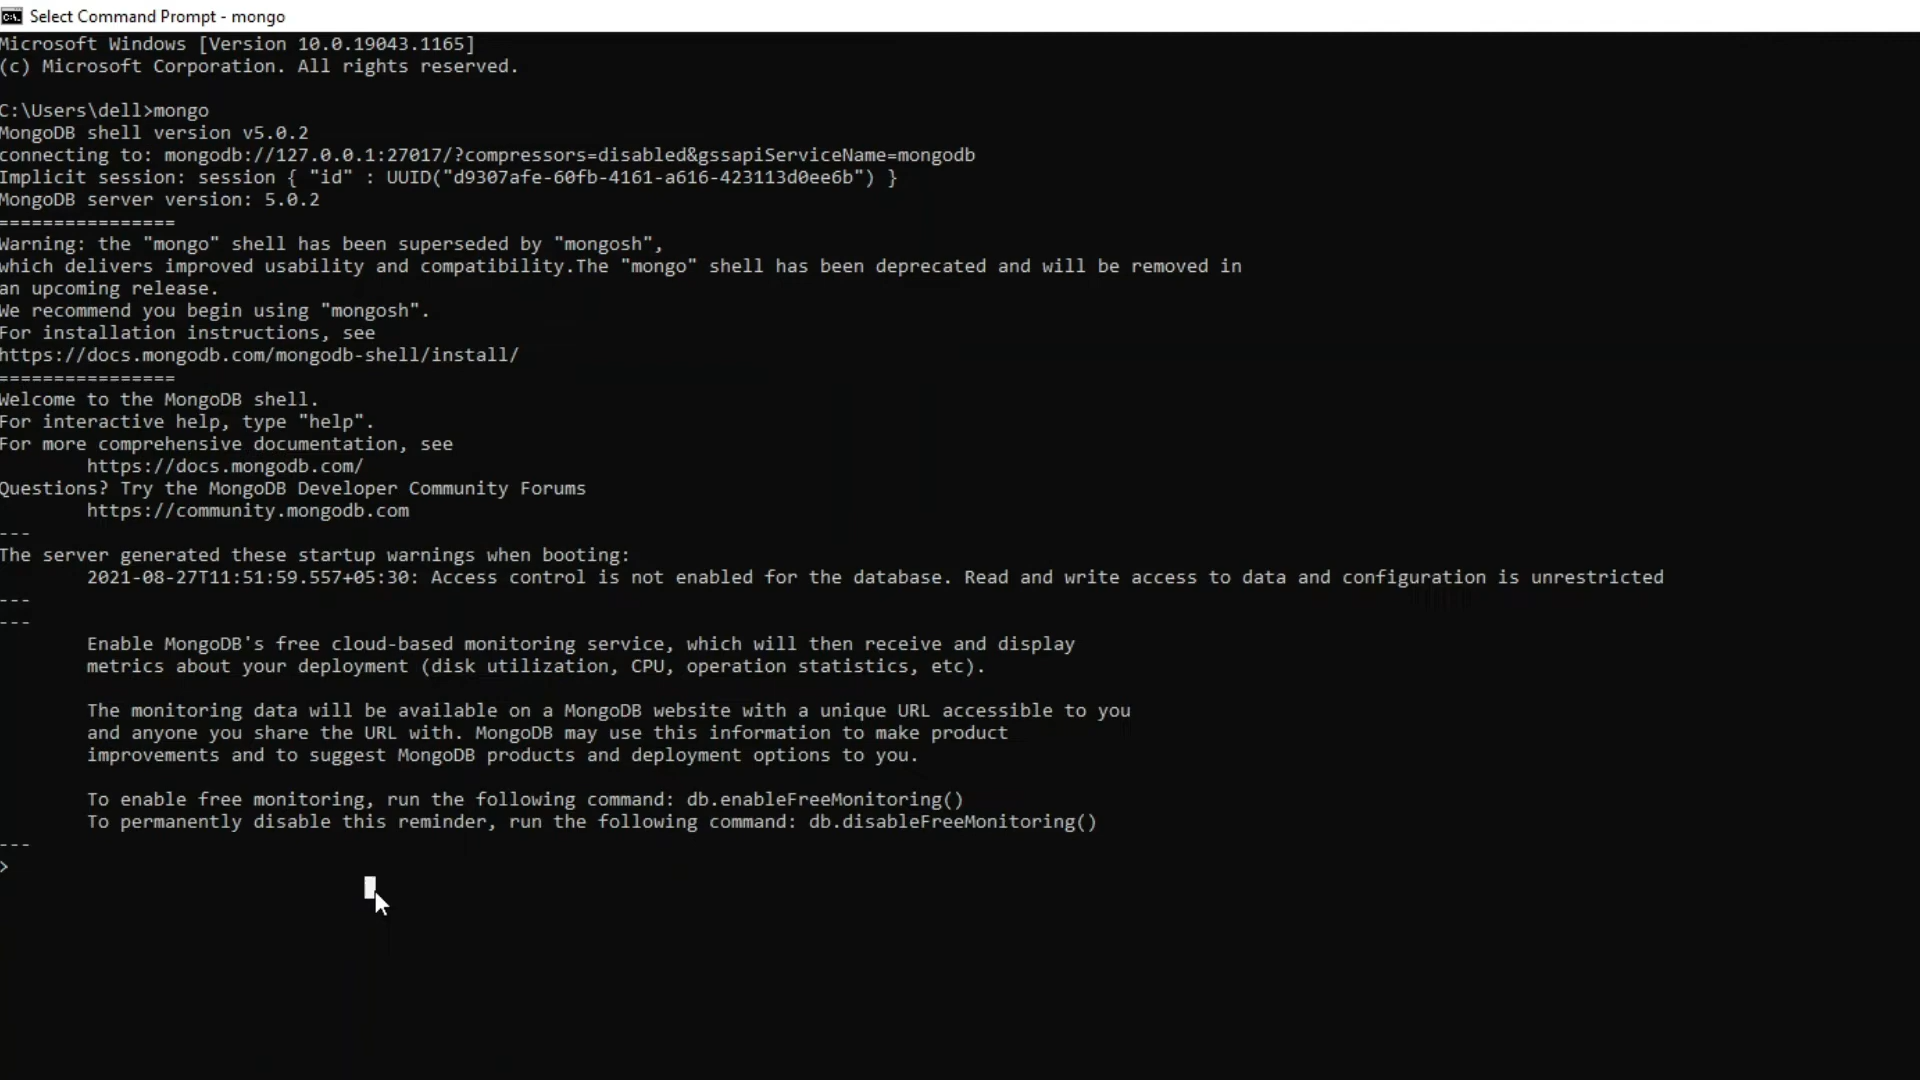 Select Command Prompt - mongo
Microsoft Windows [Version 10.0.19043.1165]
(c) Microsoft Corporation. All rights reserved.
C:\Users\dell>mongo
MongoDB shell version v5.0.2
connecting to: mongodb://127.0.0.1:27017/?compressors=disabled&gssapiServiceName=mongodb
Implicit session: session { "id" : UUID("d9307afe-60fb-4161-a616-423113d0ee6b") }
MongoDB server version: 5.0.2
================
Warning: the "mongo" shell has been superseded by "mongosh",
which delivers improved usability and compatibility.The "mongo" shell has been deprecated and will be removed in
an upcoming release.
We recommend you begin using "mongosh".
For installation instructions, see
https://docs.mongodb.com/mongodb-shell/install/
================
Welcome to the MongoDB shell.
For interactive help, type "help".
For more comprehensive documentation, see
https://docs.mongodb.com/
Questions? Try the MongoDB Developer Community Forums
https://community.mongodb.com
---
The server generated these startup warnings when booting:
2021-08-27T11:51:59.557+05:30: Access control is not enabled for the database. Read and write access to data and configuration is unrestricted
---
---
Enable MongoDB's free cloud-based monitoring service, which will then receive and display
metrics about your deployment (disk utilization, CPU, operation statistics, etc).
The monitoring data will be available on a MongoDB website with a unique URL accessible to you
and anyone you share the URL with. MongoDB may use this information to make product
improvements and to suggest MongoDB products and deployment options to you.
To enable free monitoring, run the following command: db.enableFreeMonitoring()
To permanently disable this reminder, run the following command: db.disableFreeMonitoring()
---
>